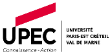 UPEC
Connaissance - Action
UNIVERSITÉ
PARIS-EST CRÉTEIL
VAL DE MARNE